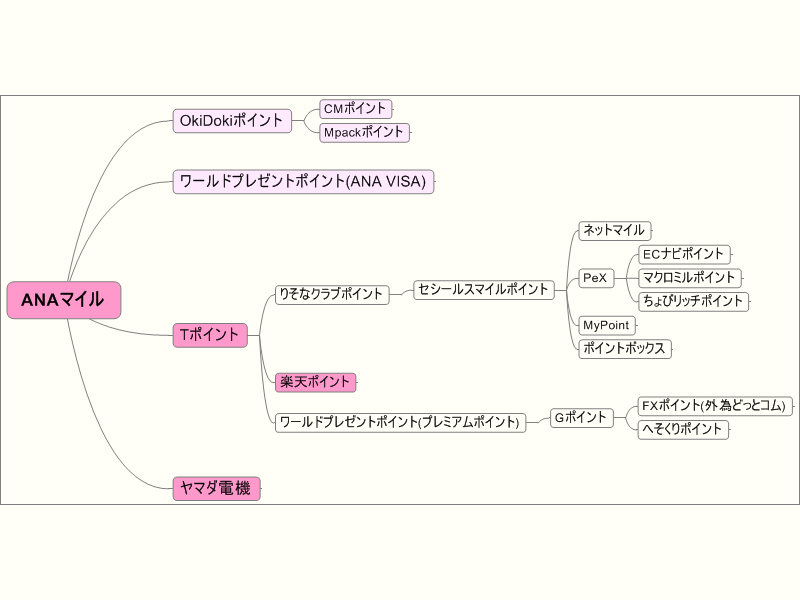 ANAマイル
OkiDokiポイント
CMポイント
Mpackポイント
ワールドプレゼントポイント(ANA VISA)
Tポイント
りそなクラブポイント
セシールスマイルポイント
ネットマイル
PeX
ECナビポイント
マクロミルポイント
ちょびリッチポイント
MyPoint
ポイントボックス
楽天ポイント
ワールドプレゼントポイント(プレミアムポイント)
Gポイント
FXポイント(外為どっとコム)
へそくりポイント
ヤマダ電機